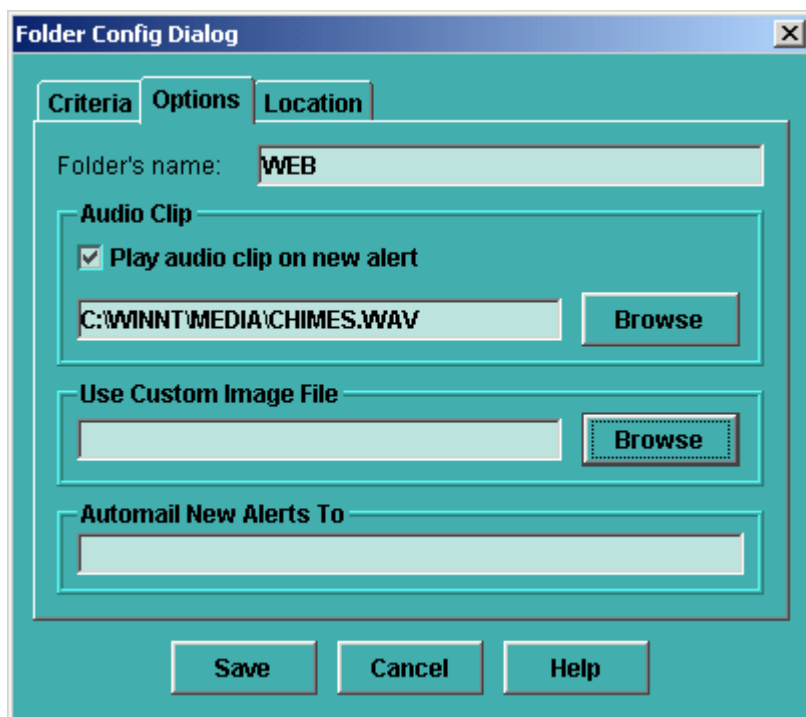 Folder Config Dialog
Criteria Options Location
Folder's name: WEB
Audio Clip
Play audio clip on new alert
C:\WINNT\MEDIA\CHIMES.WAV Browse
Use Custom Image File
Browse
Automail New Alerts To
Save Cancel Help